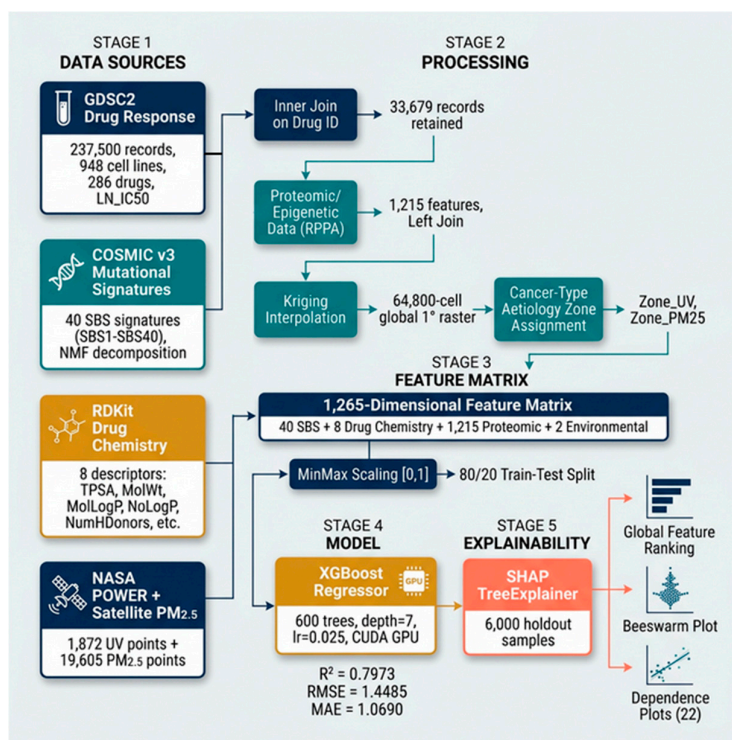 STAGE 1
DATA SOURCES
GDSC2
Drug Response
237,500 records,
948 cell lines,
286 drugs,
LN_IC50
COSMIC v3
Mutational
Signatures
40 SBS signatures
(SBS1-SBS40),
NMF decomposition
RDKit
Drug
Chemistry
8 descriptors:
TPSA, MolWt,
MolLogP, NoLogP,
NumHDonors, etc.
NASA
POWER +
Satellite PM2.5
1,872 UV points +
19,605 PM2.5 points
STAGE 2
PROCESSING
Inner Join
on Drug ID
33,679 records
retained
Proteomic/
Epigenetic
Data (RPPA)
1,215 features,
Left Join
Kriging
Interpolation
64,800-cell
global 1° raster
Cancer-Type
Aetiology Zone
Assignment
Zone_UV,
Zone_PM25
STAGE 3
FEATURE MATRIX
1,265-Dimensional Feature Matrix
40 SBS + 8 Drug Chemistry + 1,215 Proteomic + 2 Environmental
MinMax Scaling [0,1]
80/20 Train-Test Split
STAGE 4
MODEL
XGBoost
Regressor
GPU
600 trees, depth=7,
lr=0.025, CUDA GPU
R² = 0.7973
RMSE = 1.4485
MAE = 1.0690
STAGE 5
EXPLAINABILITY
SHAP
TreeExplainer
6,000 holdout
samples
Global Feature
Ranking
Beeswarm Plot
Dependence
Plots (22)